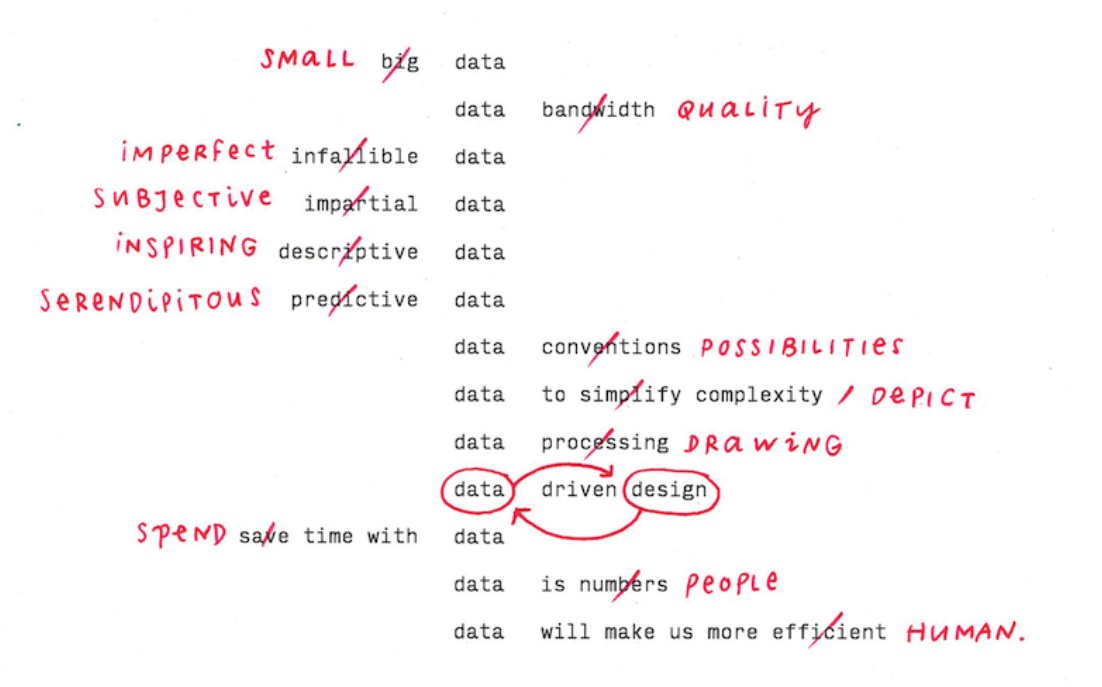 SMALL big data
data bandwidth QUALITY
IMPERFECT infallible data
SUBJECTIVE impartial data
INSPIRING descriptive data
SERENDIPITOUS predictive data
data conventions POSSIBILITIES
data to simplify complexity / DEPICT
data processing DRAWING
data driven design
SPEND save time with data
data is numbers PEOPLE
data will make us more efficient HUMAN.